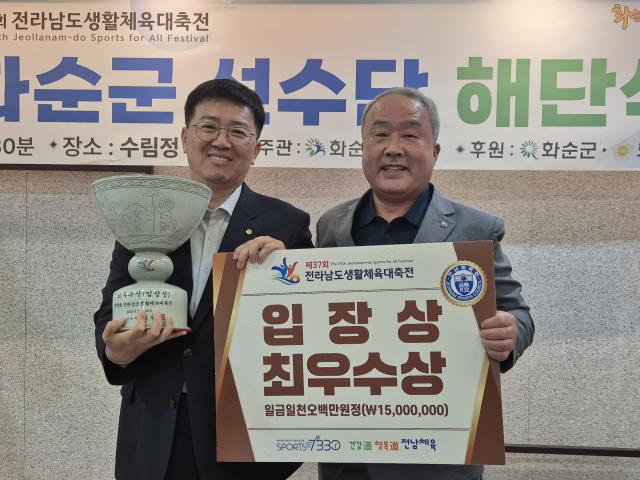 회 전라남도생활체육대축전
th Jeollanam-do Sports for All Festival
화순
화순군 선수단 해단식
30분 • 장소 : 수림정
주관 : 화순
• 후원 : 화순군 •
제37회 The 37th Jeollanam-do Sports for All Festival
전라남도생활체육대축전
입장상
최우수상
일금일천오백만원정(₩15,000,000)
SPORTS 7330
건강道 행복道 전남체육
최우수상(입장상)